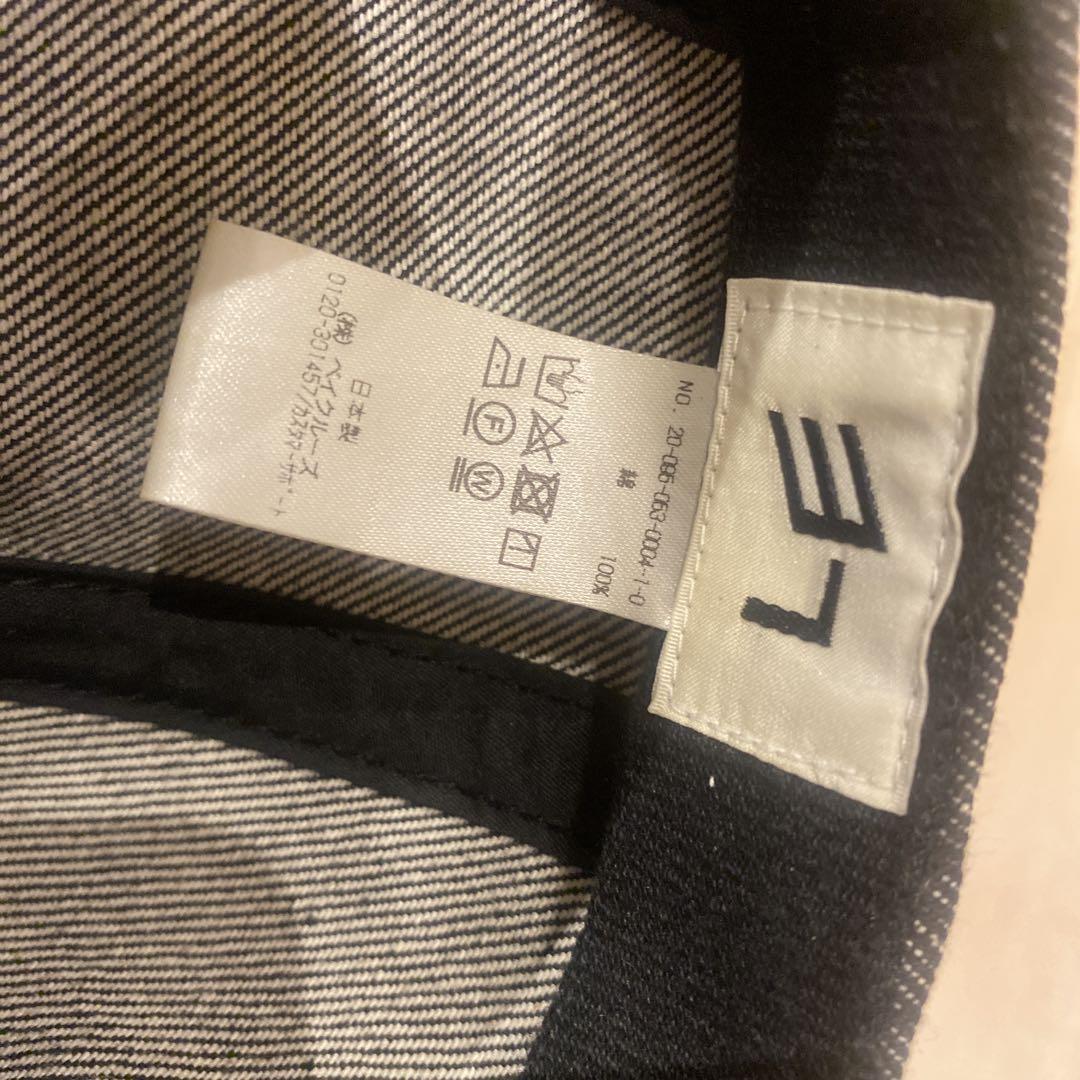 NO. 20-095-063-0004-1-0
綿 100%
F
W
日本製
(株) ベイクルーズ
0120-301457/カスタマーサポート